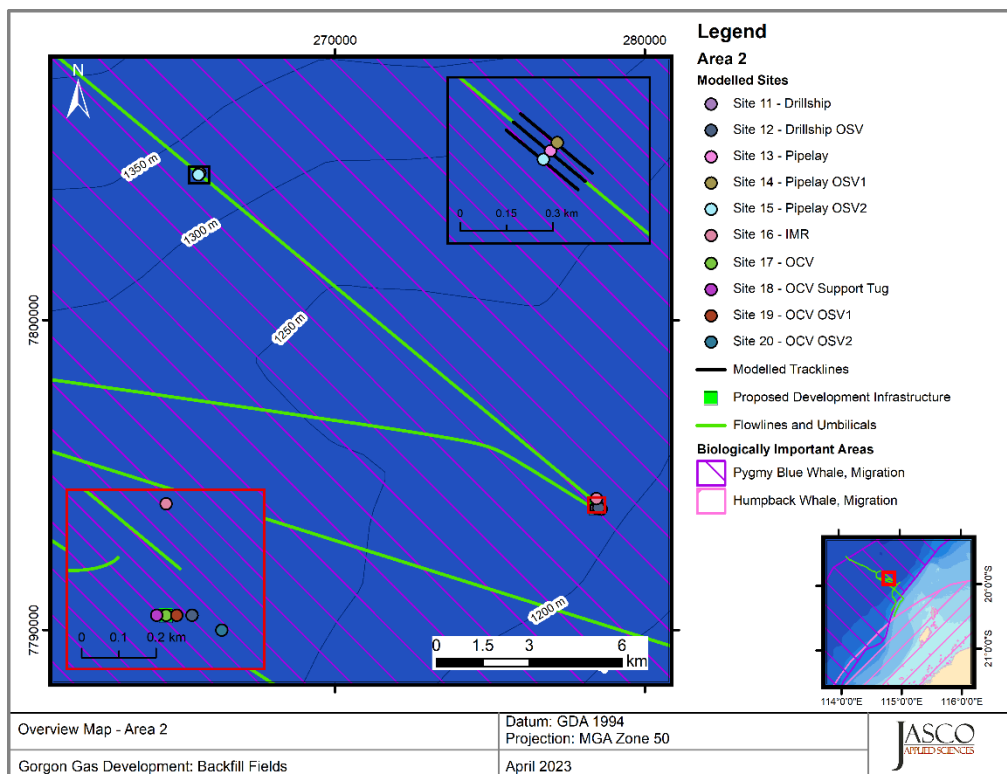 270000
280000
Legend
Area 2
Modelled Sites
Site 11 - Drillship
Site 12 - Drillship OSV
Site 13 - Pipelay
Site 14 - Pipelay OSV1
Site 15 - Pipelay OSV2
Site 16 - IMR
Site 17 - OCV
Site 18 - OCV Support Tug
Site 19 - OCV OSV1
Site 20 - OCV OSV2
Modelled Tracklines
Proposed Development Infrastructure
Flowlines and Umbilicals
Biologically Important Areas
Pygmy Blue Whale, Migration
Humpback Whale, Migration
N
1350 m
1300 m
1250 m
1200 m
0 0.15 0.3 km
7800000
7790000
0 0.1 0.2 km
0 1.5 3 6
km
20°0'0"S
21°0'0"S
114°0'0"E 115°0'0"E 116°0'0"E
Overview Map - Area 2
Datum: GDA 1994
Projection: MGA Zone 50
Gorgon Gas Development: Backfill Fields
April 2023
JASCO
APPLIED SCIENCES